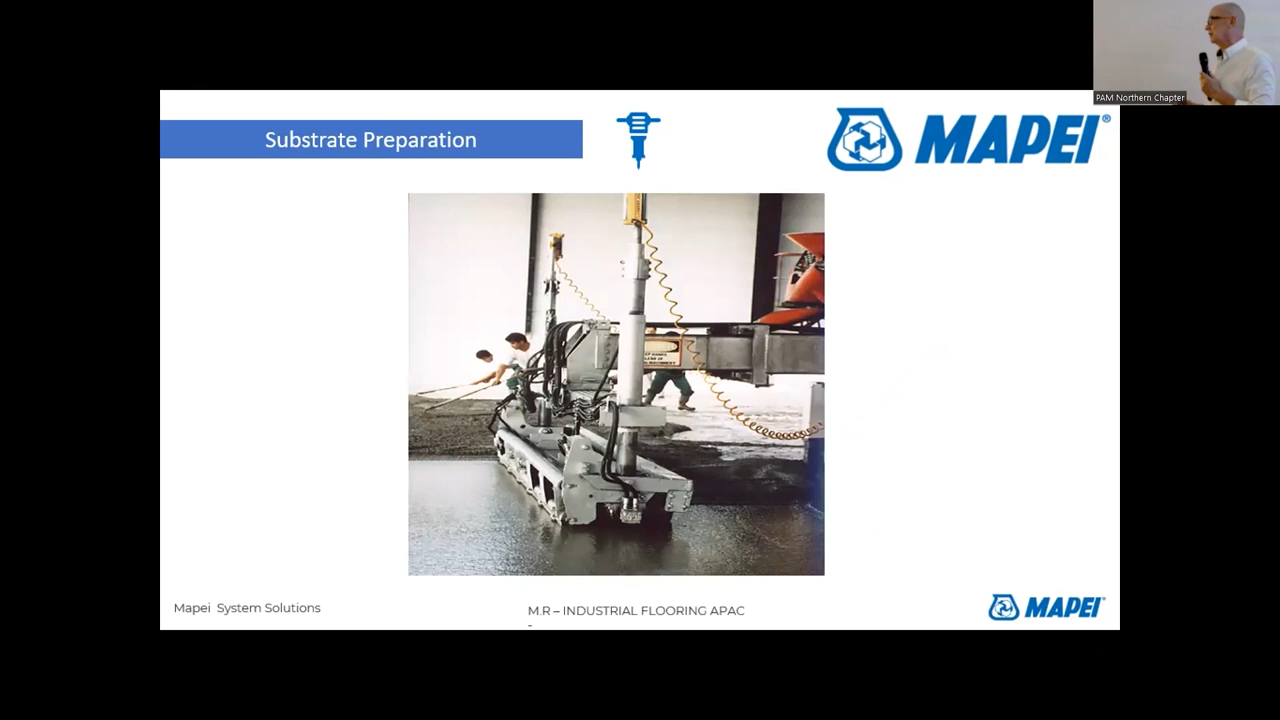 PAM Northern Chapter
Substrate Preparation
MAPEI®
Mapei System Solutions
M.R – INDUSTRIAL FLOORING APAC
-
MAPEI